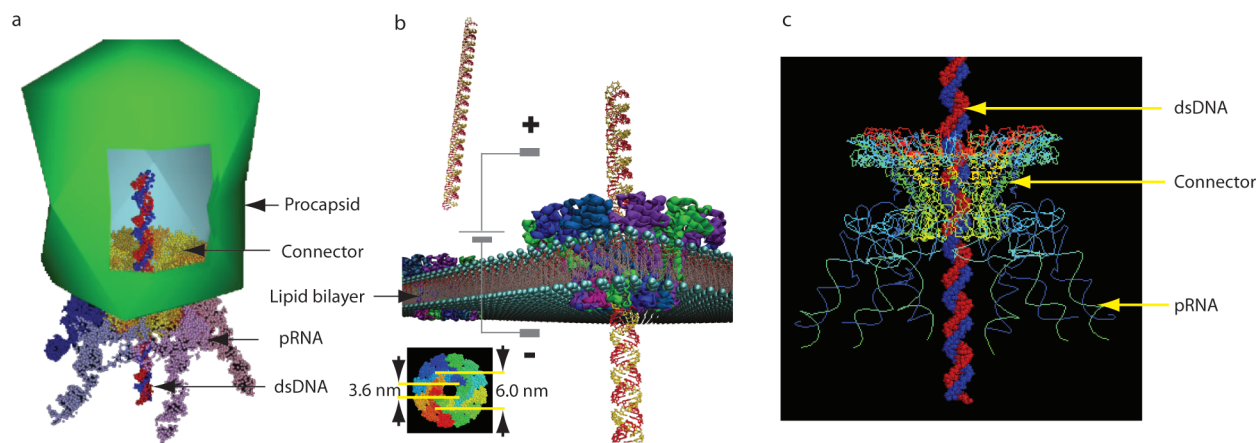 a
Procapsid
Connector
Lipid bilayer
pRNA
dsDNA
b
+
-
3.6 nm
6.0 nm
c
dsDNA
Connector
pRNA